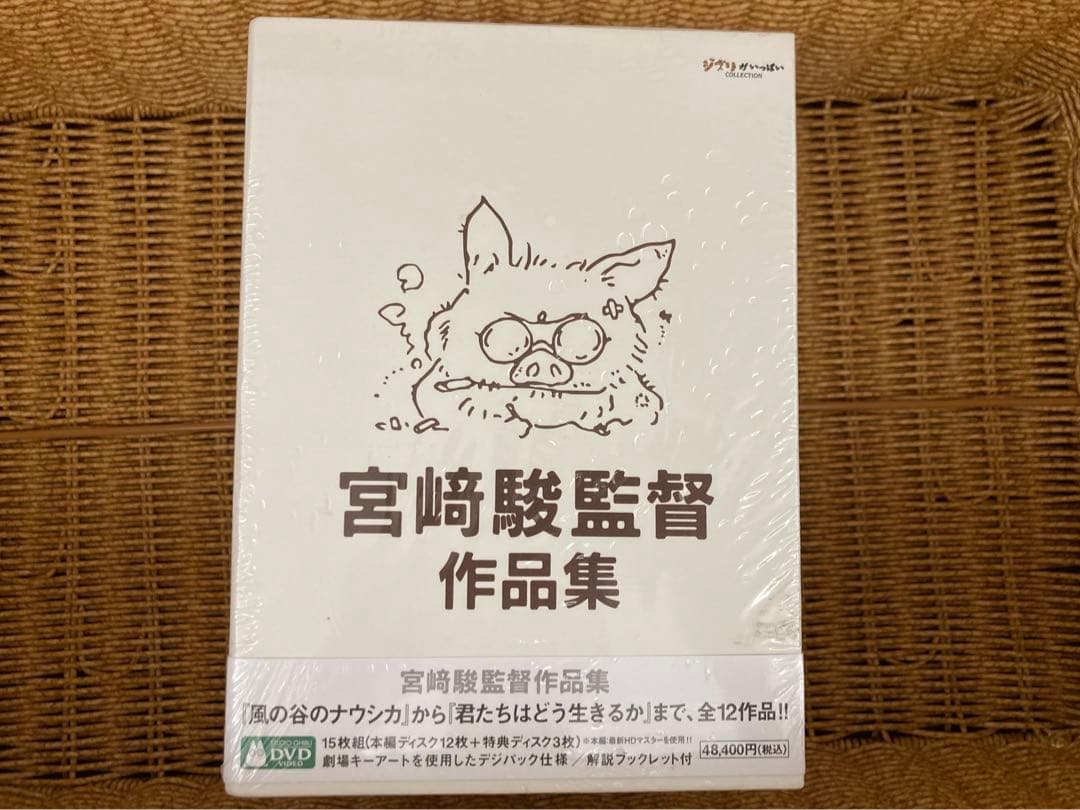 ジブリがいっぱい
COLLECTION
宮﨑駿監督
作品集
宮﨑駿監督作品集
『風の谷のナウシカ』から『君たちはどう生きるか』まで、全12作品!!
STUDIO GHIBLI
DVD
VIDEO
15枚組(本編ディスク12枚+特典ディスク3枚)※本編:最新HDマスターを使用!!
劇場キーアートを使用したデジパック仕様/解説ブックレット付
48,400円(税込)